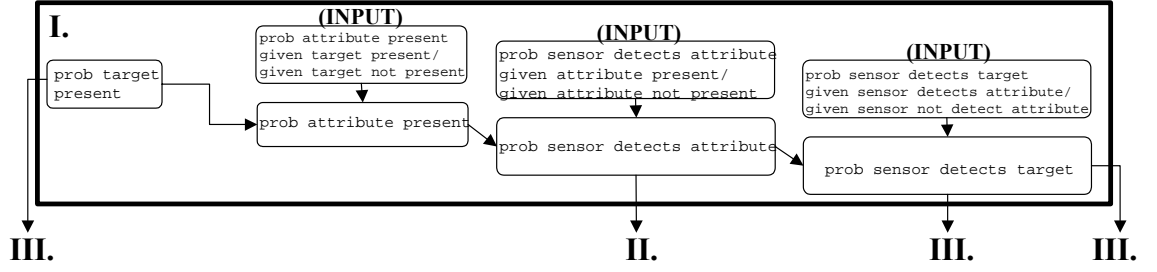 I.
(INPUT)
prob attribute present
given target present/
given target not present
(INPUT)
prob sensor detects attribute
given attribute present/
given attribute not present
(INPUT)
prob sensor detects target
given sensor detects attribute/
given sensor not detect attribute
prob target
present
prob attribute present
prob sensor detects attribute
prob sensor detects target
III.
II.
III.
III.